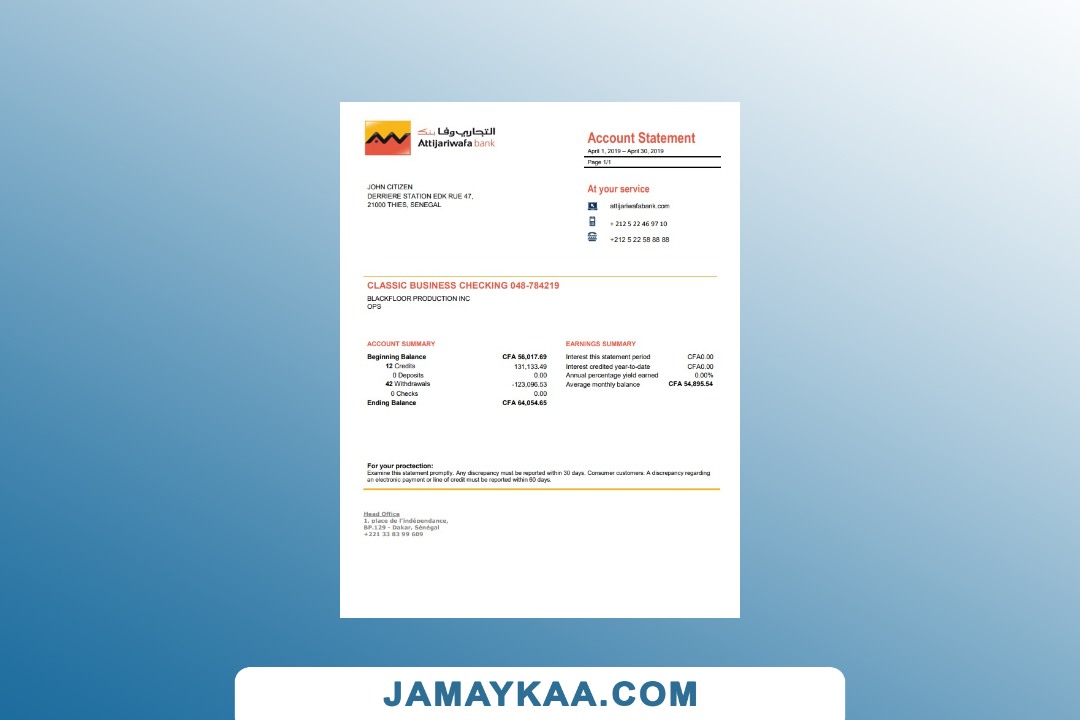 التجاري وفا بنك
Attijariwafa bank
Account Statement
April 1, 2019 – April 30, 2019
Page 1/1
JOHN CITIZEN
DERRIERE STATION EDK RUE 47,
21000 THIES, SENEGAL
At your service
attijariwafabank.com
+ 212 5 22 46 97 10
+212 5 22 58 88 88
CLASSIC BUSINESS CHECKING 048-784219
BLACKFLOOR PRODUCTION INC
OPS
ACCOUNT SUMMARY
Beginning Balance CFA 56,017.69
12 Credits 131,133.49
0 Deposits 0.00
42 Withdrawals -123,096.53
0 Checks 0.00
Ending Balance CFA 64,054.65
EARNINGS SUMMARY
Interest this statement period CFA0.00
Interest credited year-to-date CFA0.00
Annual percentage yield earned 0.00%
Average monthly balance CFA 54,895.54
For your proctection:
Examine this statement promptly. Any discrepancy must be reported within 30 days. Consumer customers: A discrepancy regarding
an electronic payment or line of credit must be reported within 60 days.
Head Office
1, place de l'indépendance,
BP.129 - Dakar, Sénégal
+221 33 83 99 609
JAMAYKAA.COM